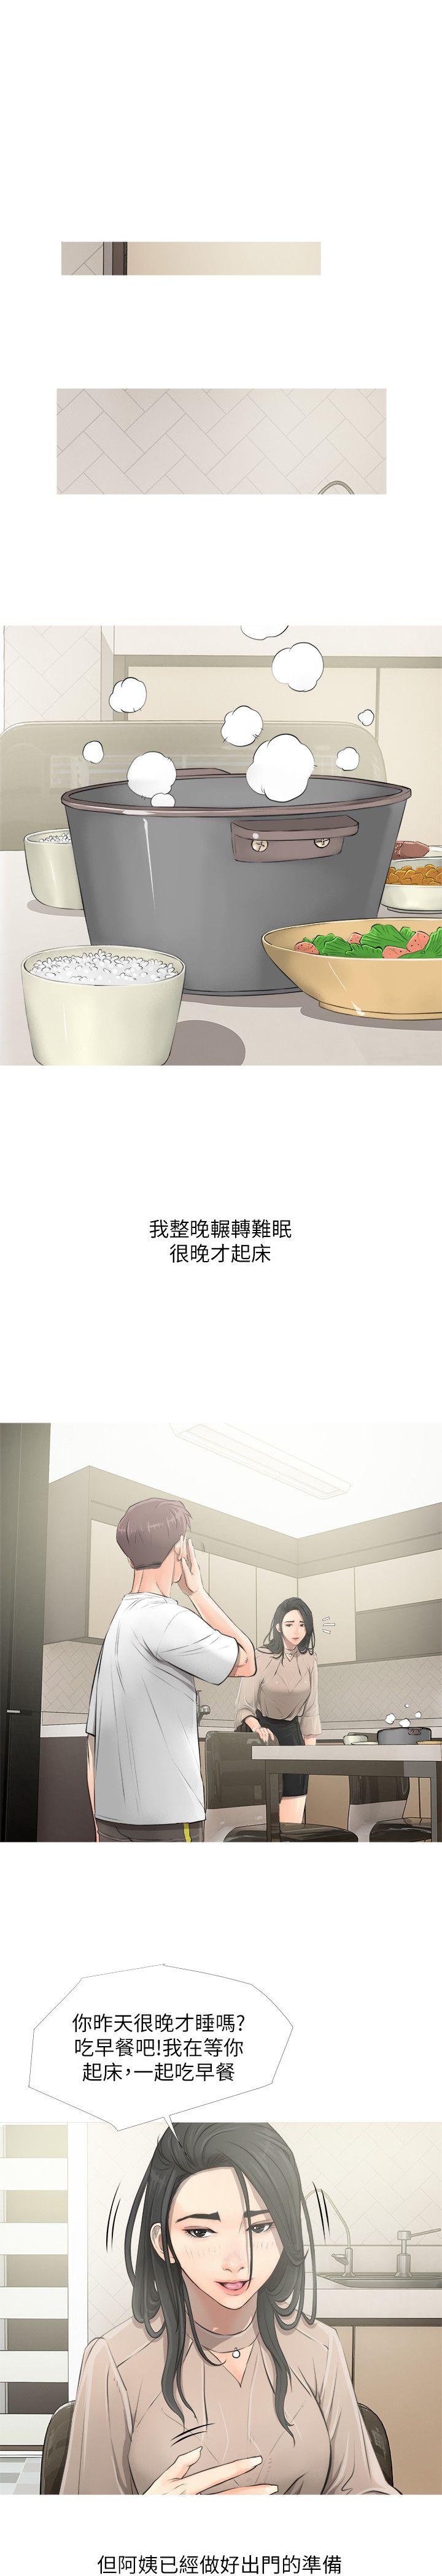 我整晚輾轉難眠
很晚才起床
你昨天很晚才睡嗎?
吃早餐吧!我在等你
起床，一起吃早餐
但阿姨已經做好出門的準備